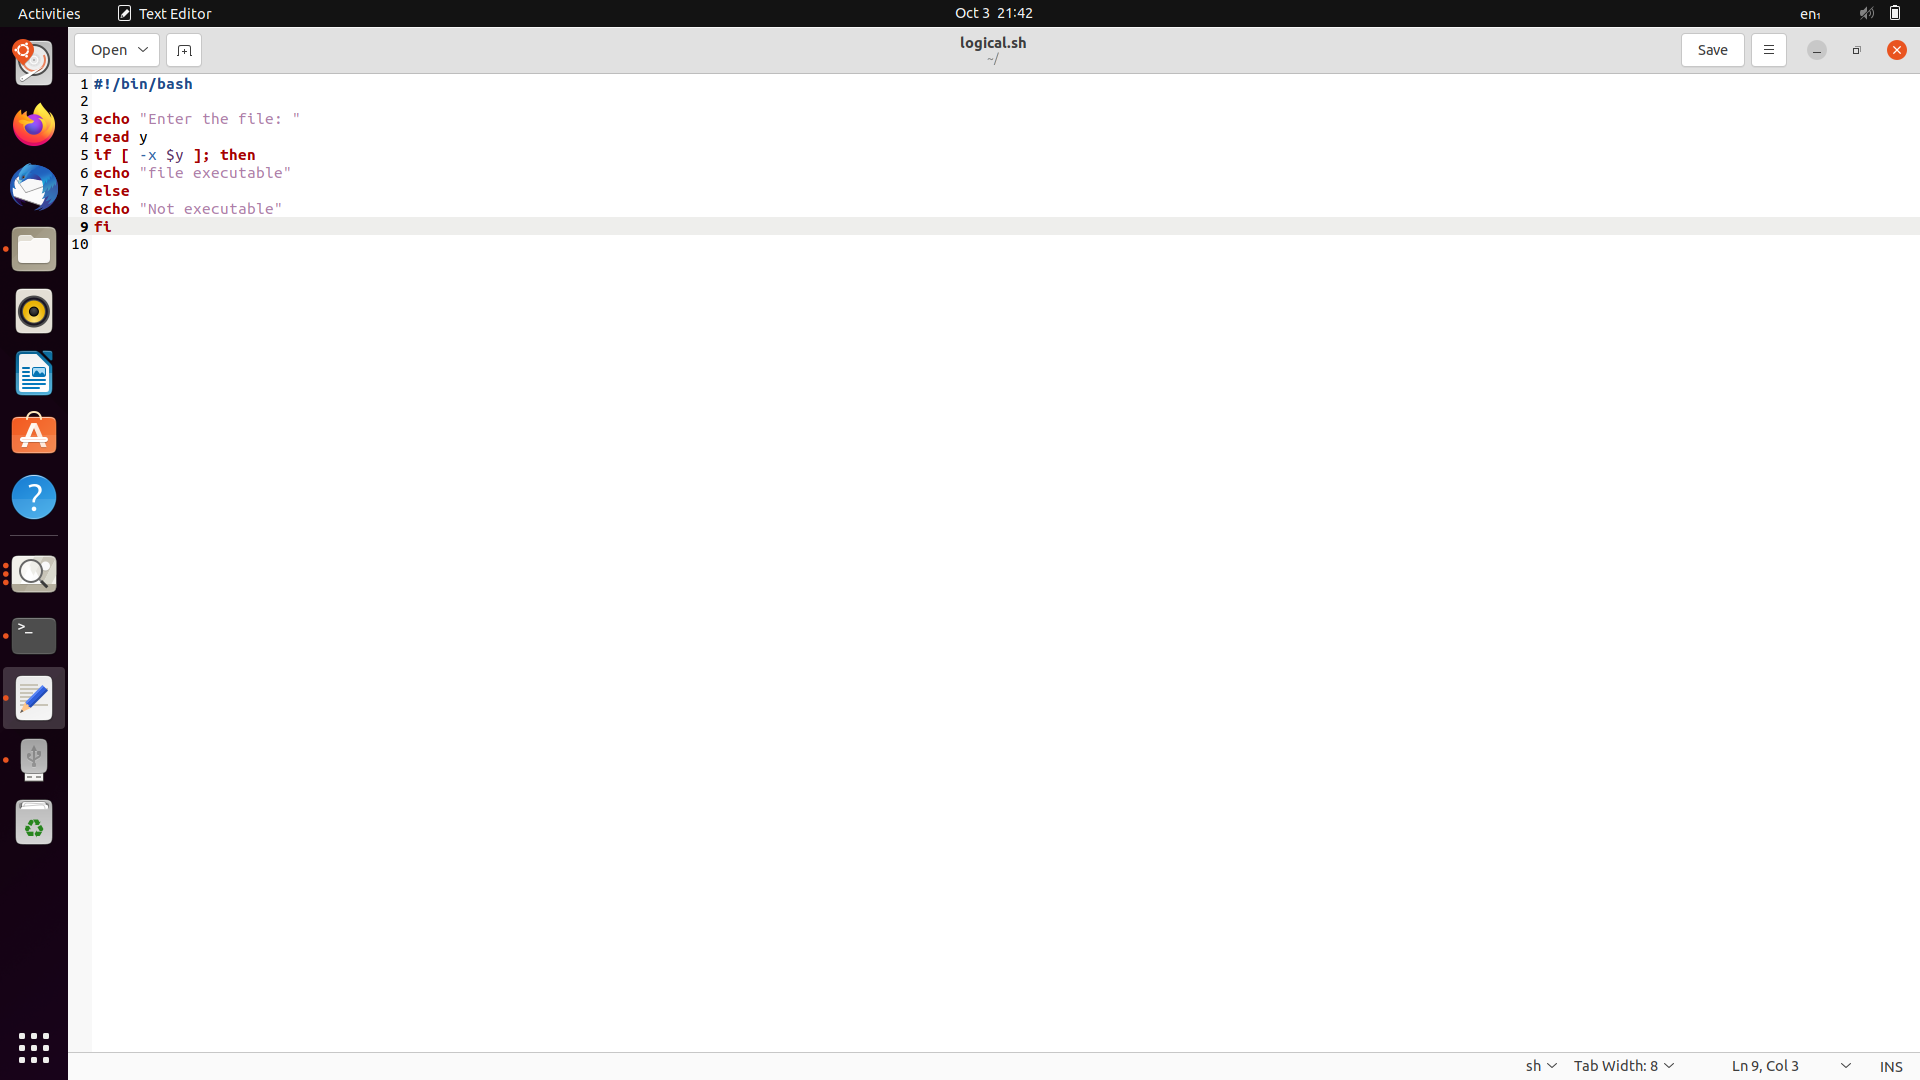 Activities Text Editor Oct 3 21:42 en1
Open logical.sh Save
~/
1 #!/bin/bash
2
3 echo "Enter the file: "
4 read y
5 if [ -x $y ]; then
6 echo "file executable"
7 else
8 echo "Not executable"
9 fi
10
sh Tab Width: 8 Ln 9, Col 3 INS